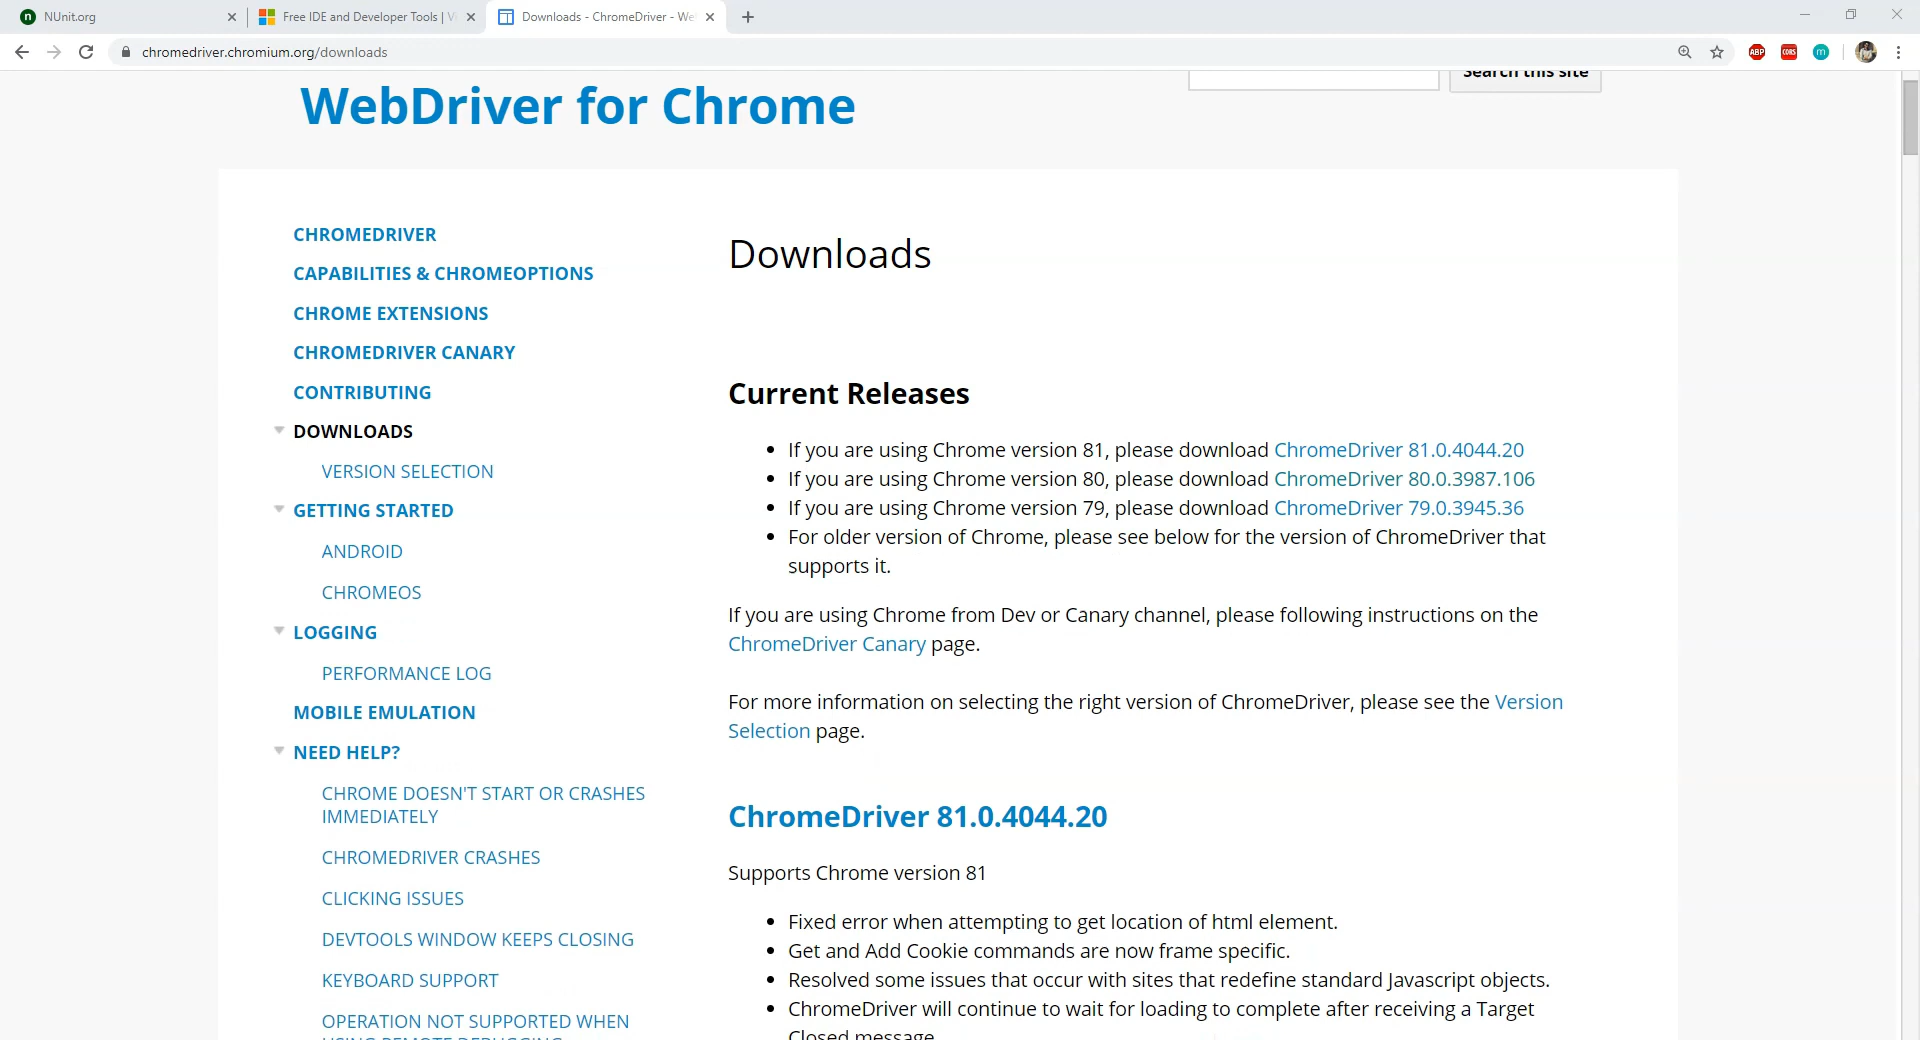 NUnit.org
Free IDE and Developer Tools | V
Downloads - ChromeDriver - We
chromedriver.chromium.org/downloads
ABP
CORS
m
Search this site
WebDriver for Chrome
CHROMEDRIVER
CAPABILITIES & CHROMEOPTIONS
CHROME EXTENSIONS
CHROMEDRIVER CANARY
CONTRIBUTING
DOWNLOADS
VERSION SELECTION
GETTING STARTED
ANDROID
CHROMEOS
LOGGING
PERFORMANCE LOG
MOBILE EMULATION
NEED HELP?
CHROME DOESN'T START OR CRASHES
IMMEDIATELY
CHROMEDRIVER CRASHES
CLICKING ISSUES
DEVTOOLS WINDOW KEEPS CLOSING
KEYBOARD SUPPORT
OPERATION NOT SUPPORTED WHEN
USING REMOTE DEBUGGING
Downloads
Current Releases
If you are using Chrome version 81, please download ChromeDriver 81.0.4044.20
If you are using Chrome version 80, please download ChromeDriver 80.0.3987.106
If you are using Chrome version 79, please download ChromeDriver 79.0.3945.36
For older version of Chrome, please see below for the version of ChromeDriver that
supports it.
If you are using Chrome from Dev or Canary channel, please following instructions on the
ChromeDriver Canary page.
For more information on selecting the right version of ChromeDriver, please see the Version
Selection page.
ChromeDriver 81.0.4044.20
Supports Chrome version 81
Fixed error when attempting to get location of html element.
Get and Add Cookie commands are now frame specific.
Resolved some issues that occur with sites that redefine standard Javascript objects.
ChromeDriver will continue to wait for loading to complete after receiving a Target
Closed message